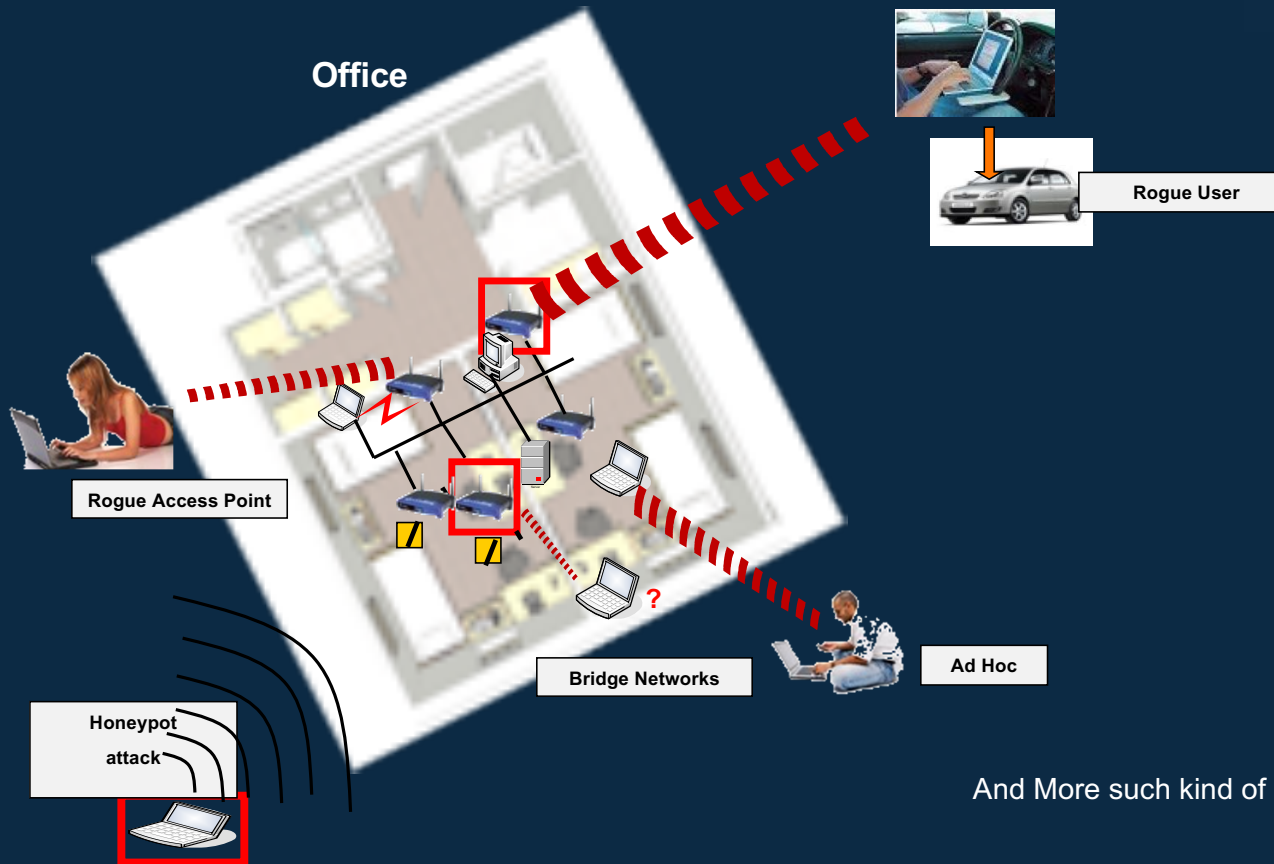 Office
Rogue User
Rogue Access Point
?
Bridge Networks
Ad Hoc
Honeypot
attack
And More such kind of